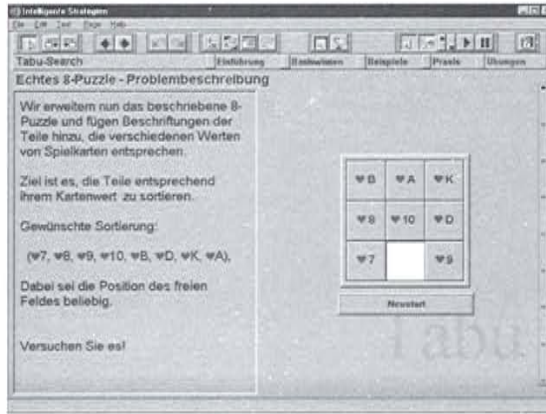 Intelligente Strategien
File Edit Text Page Help
Tabu-Search Einführung Basiswissen Beispiele Praxis Übungen
Echtes 8-Puzzle - Problembeschreibung
Wir erweitern nun das beschriebene 8-
Puzzle und fügen Beschriftungen der
Teile hinzu, die verschiedenen Werten
von Spielkarten entsprechen.
Ziel ist es, die Teile entsprechend
ihrem Kartenwert zu sortieren.
Gewünschte Sortierung:
(♥7, ♥8, ♥9, ♥10, ♥B, ♥D, ♥K, ♥A),
Dabei sei die Position des freien
Feldes beliebig.
Versuchen Sie es!
♥B ♥A ♥K
♥8 ♥10 ♥D
♥7 ♥9
Neustart
Tabu